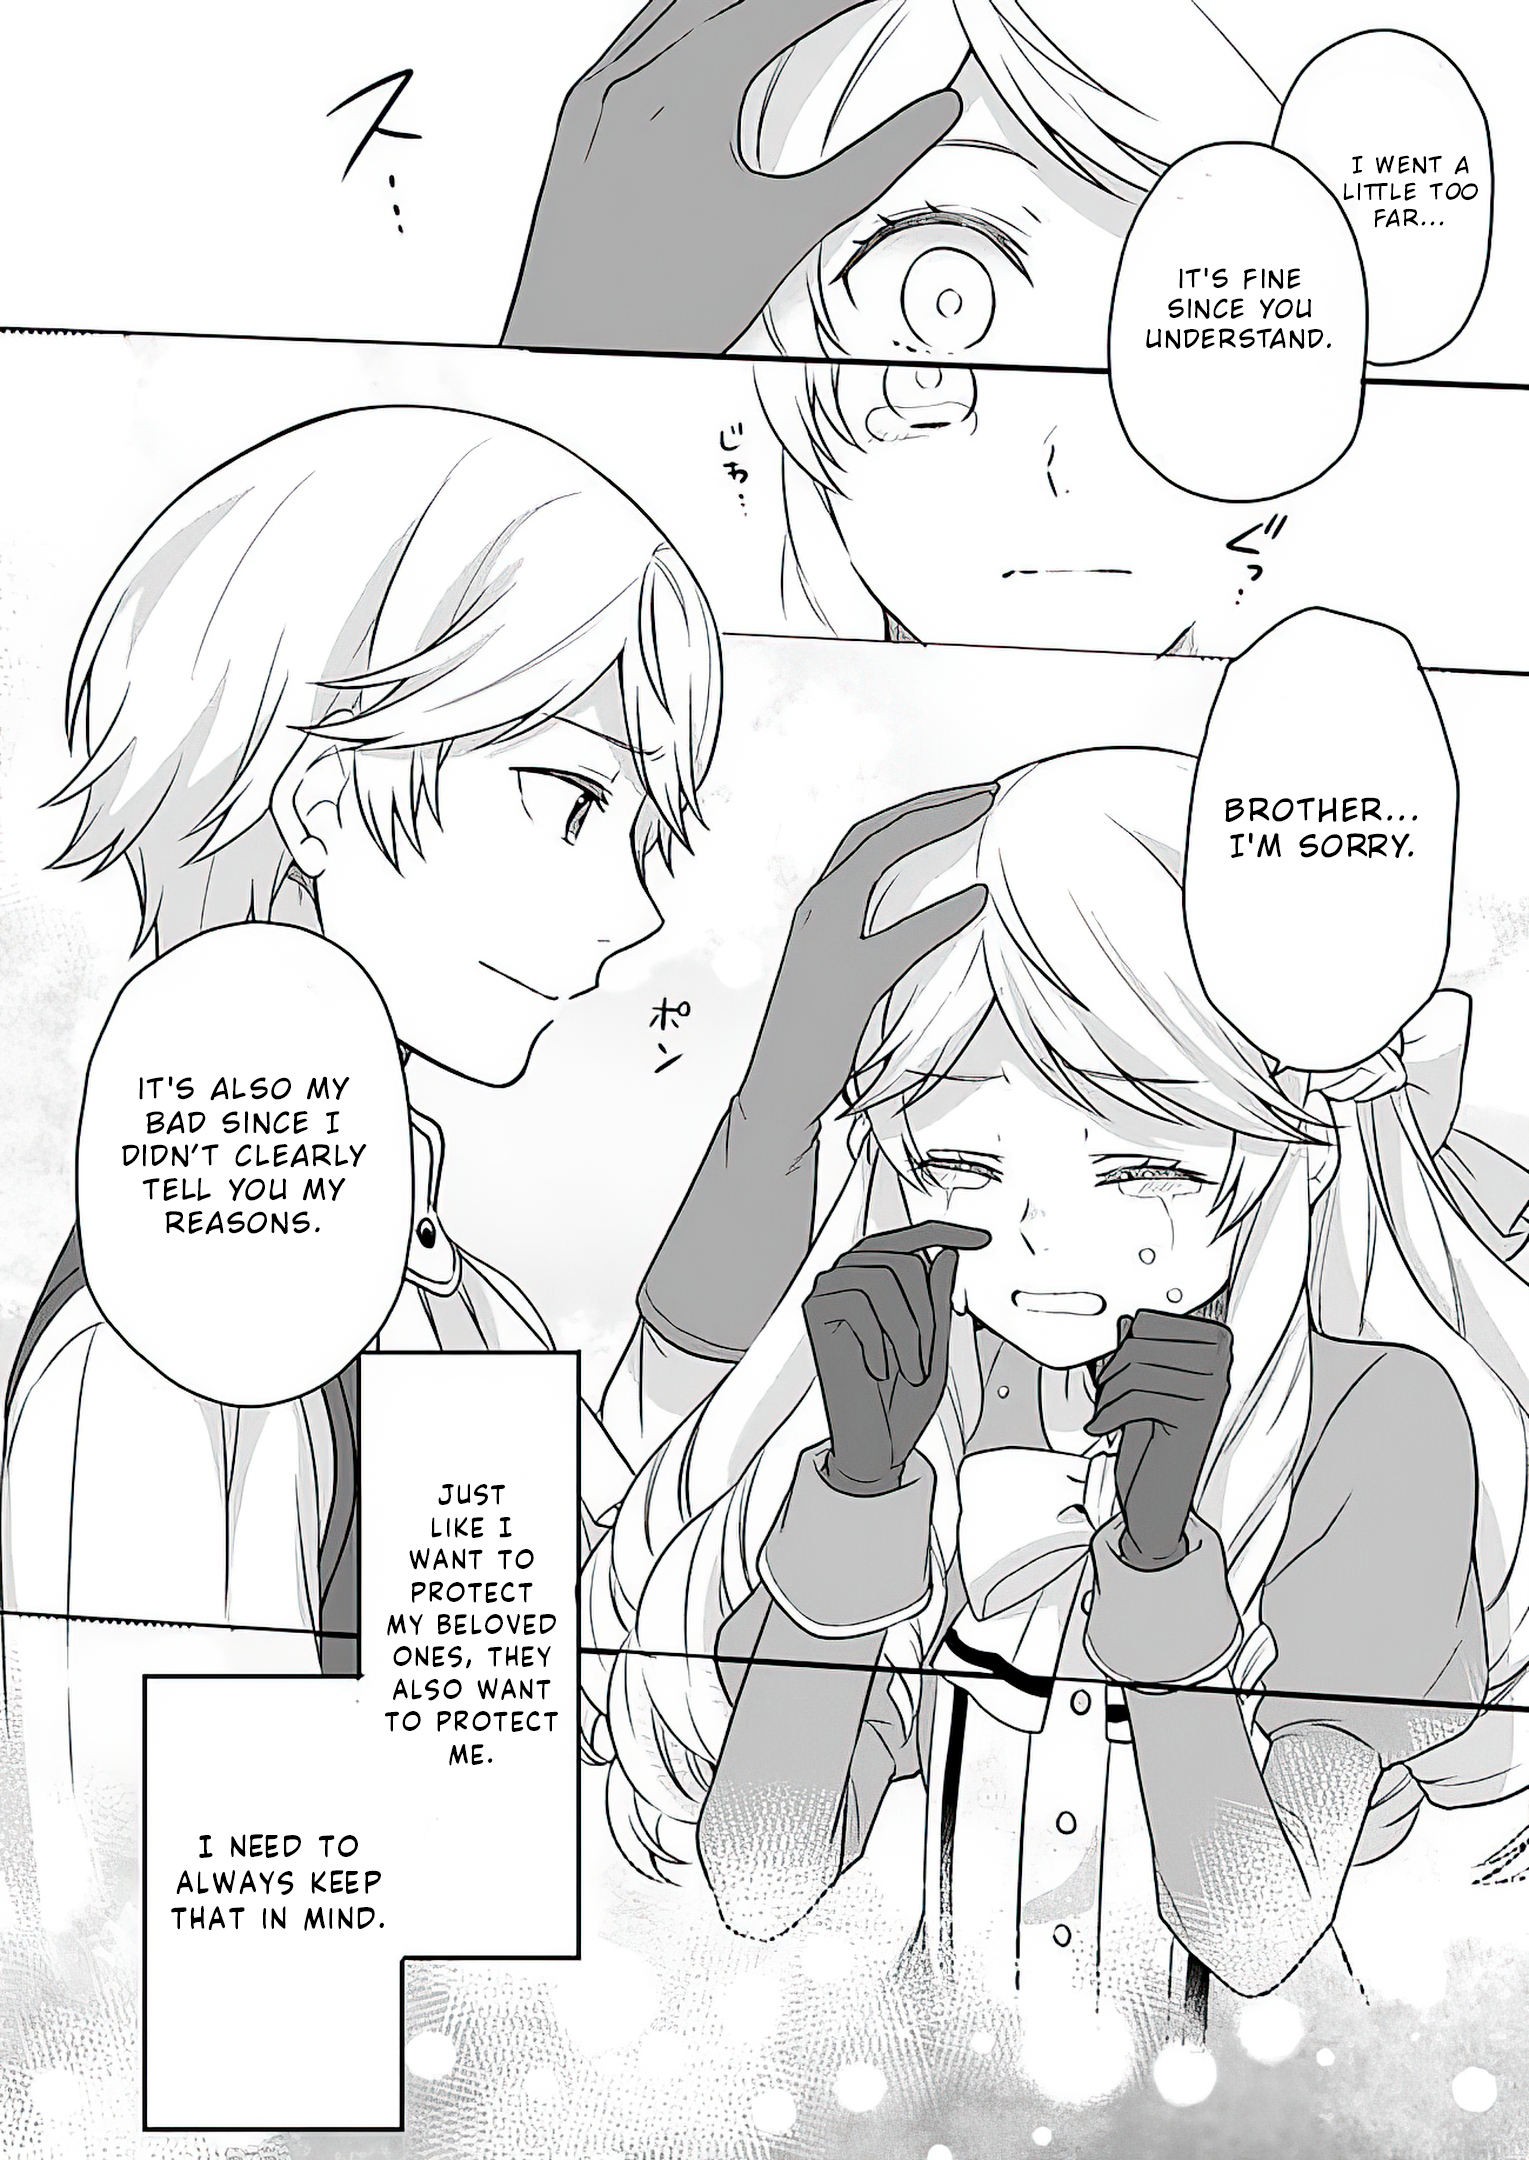 I WENT A
LITTLE TOO
FAR...
IT'S FINE
SINCE YOU
UNDERSTAND.
ス…
じわ…
ぐっ…
BROTHER...
I'M SORRY.
ポン
IT'S ALSO MY
BAD SINCE I
DIDN'T CLEARLY
TELL YOU MY
REASONS.
JUST
LIKE I
WANT TO
PROTECT
MY BELOVED
ONES, THEY
ALSO WANT
TO PROTECT
ME.
I NEED TO
ALWAYS KEEP
THAT IN MIND.